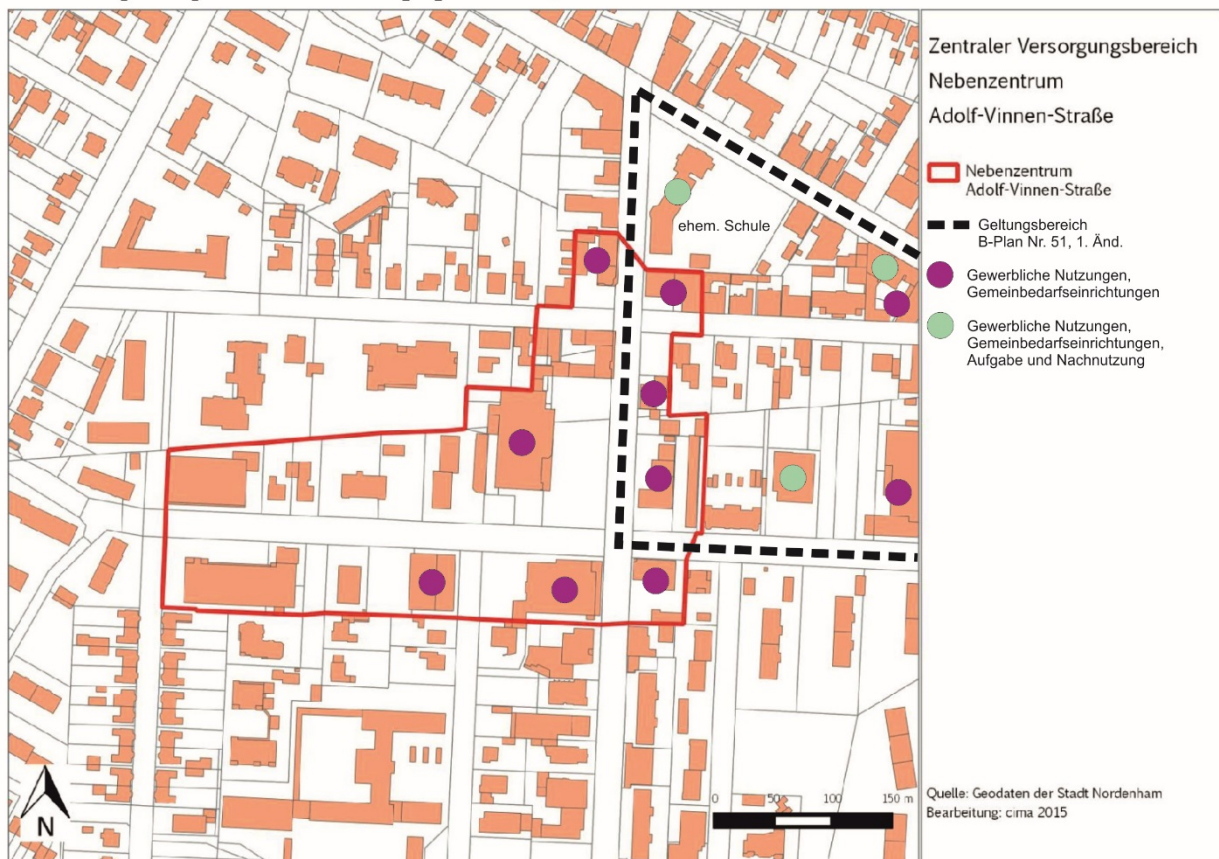 Zentraler Versorgungsbereich
Nebenzentrum
Adolf-Vinnen-Straße
Nebenzentrum
Adolf-Vinnen-Straße
Geltungsbereich
B-Plan Nr. 51, 1. Änd.
Gewerbliche Nutzungen,
Gemeinbedarfseinrichtungen
Gewerbliche Nutzungen,
Gemeinbedarfseinrichtungen,
Aufgabe und Nachnutzung
ehem. Schule
N
0 50 100 150 m
Quelle: Geodaten der Stadt Nordenham
Bearbeitung: cima 2015